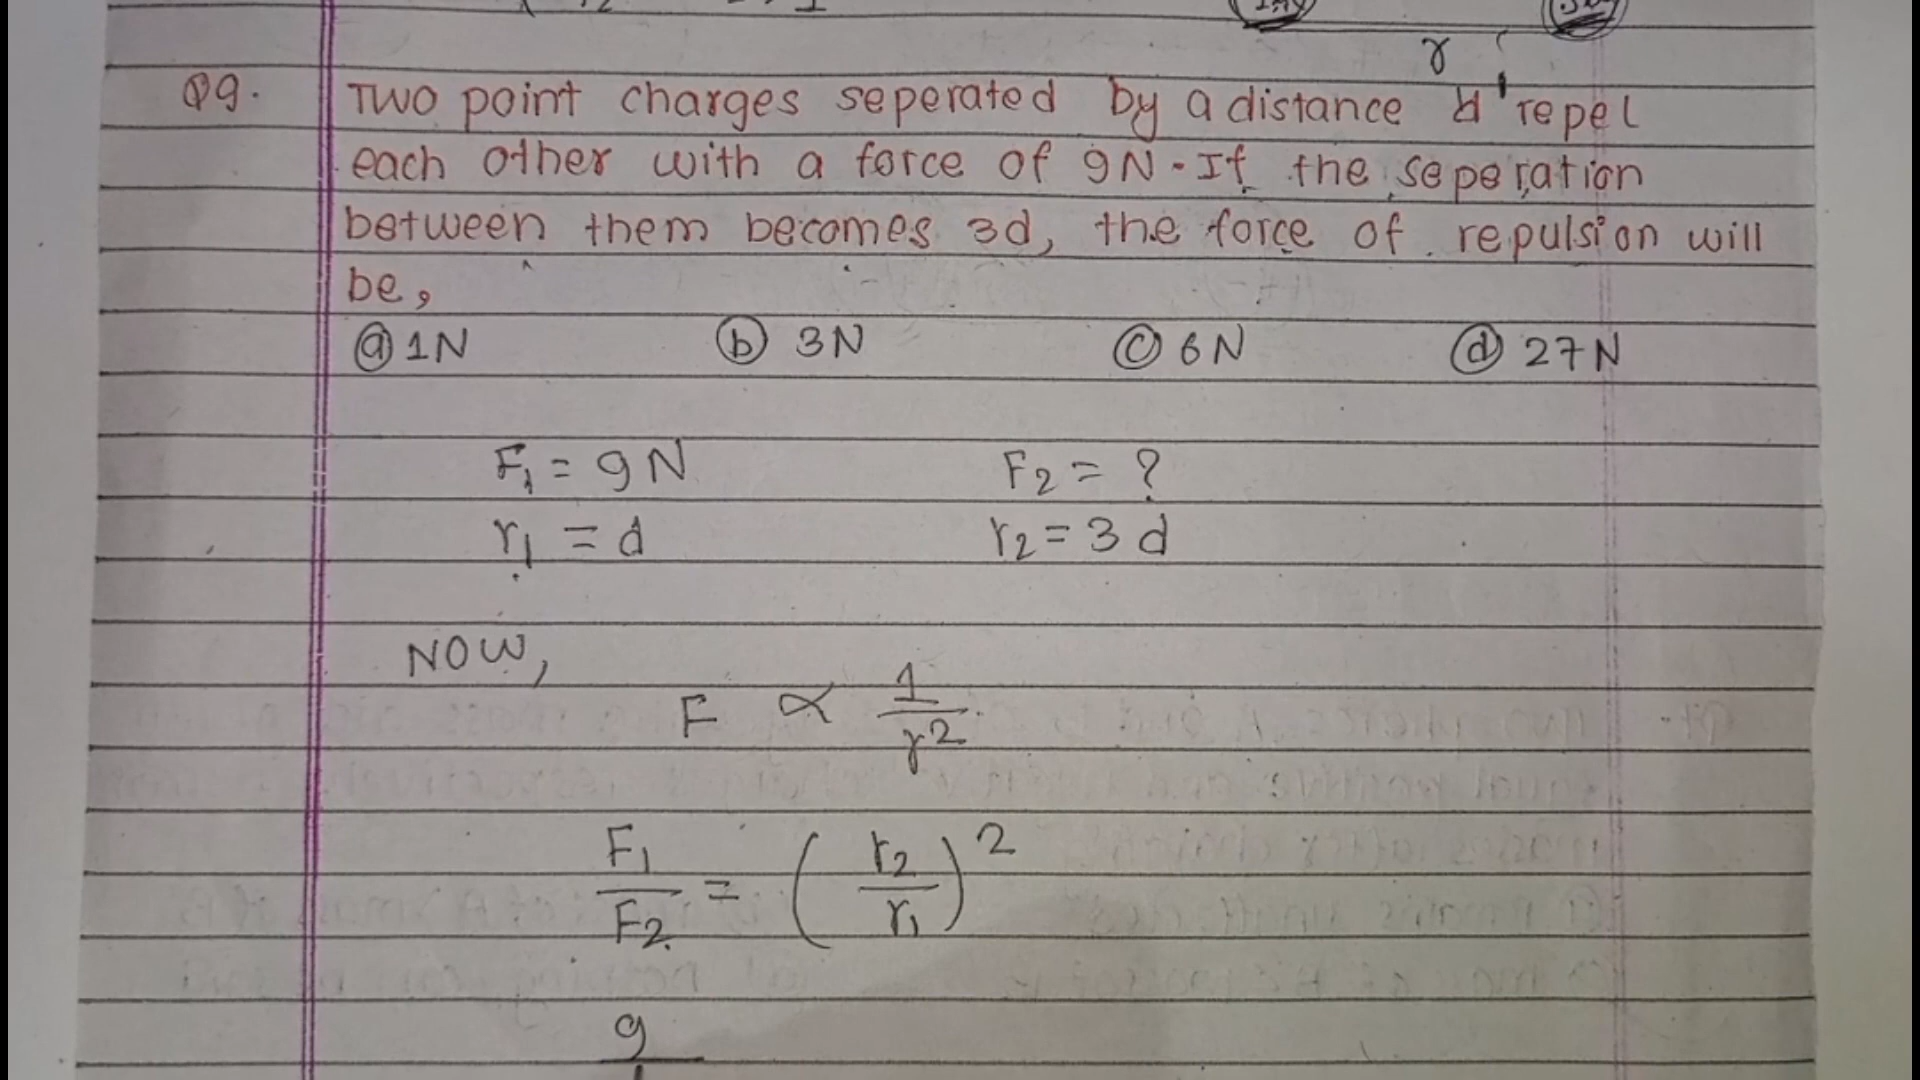 r
Q9. Two point charges seperated by a distance d repel
each other with a force of 9N. If the seperation
between them becomes 3d, the force of repulsion will
be,
(a) 1N (b) 3N (c) 6N (d) 27N
F₁ = 9N F₂ = ?
r₁ = d r₂ = 3d
NOW,
F ∝ 1/r²
F₁/F₂ = (r₂/r₁)²
9